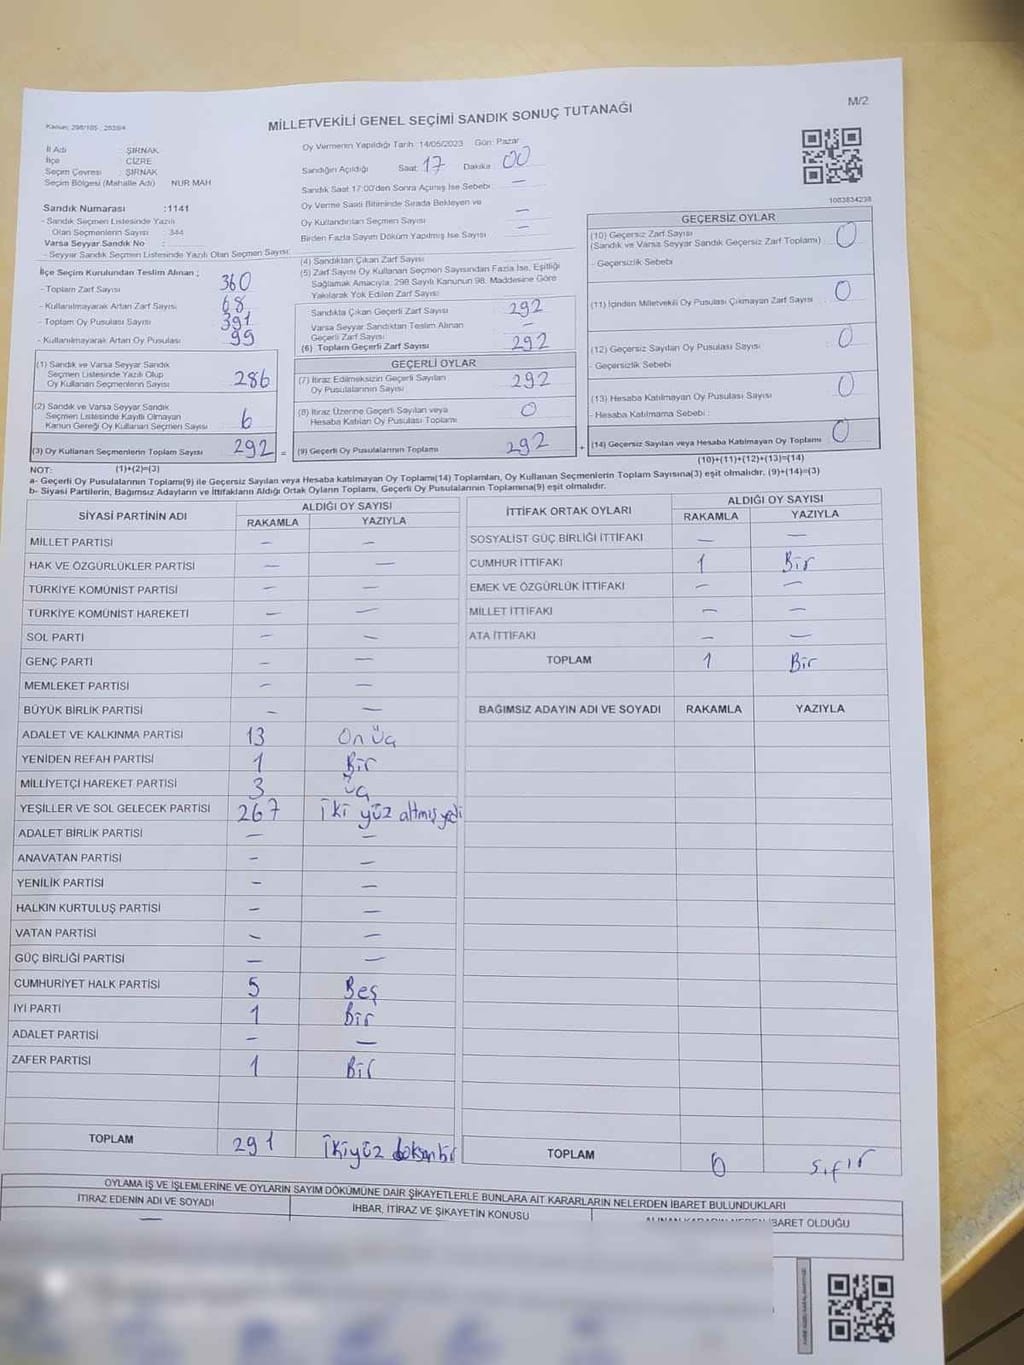 Kanun: 298/105 , 2839/4
MİLLETVEKİLİ GENEL SEÇİMİ SANDIK SONUÇ TUTANAĞI
M/2
İl Adı : ŞIRNAK
İlçe : CİZRE
Seçim Çevresi : ŞIRNAK
Seçim Bölgesi (Mahalle Adı) NUR MAH
Sandık Numarası :1141
- Sandık Seçmen Listesinde Yazılı
Olan Seçmenlerin Sayısı : 344
Varsa Seyyar Sandık No :
- Seyyar Sandık Seçmen Listesinde Yazılı Olan Seçmen Sayısı:
İlçe Seçim Kurulundan Teslim Alınan ;
- Toplam Zarf Sayısı 360
- Kullanılmayarak Artan Zarf Sayısı 68
- Toplam Oy Pusulası Sayısı 391
- Kullanılmayarak Artan Oy Pusulası 99
(1) Sandık ve Varsa Seyyar Sandık
Seçmen Listesinde Yazılı Olup
Oy Kullanan Seçmenlerin Sayısı 286
(2) Sandık ve Varsa Seyyar Sandık
Seçmen Listesinde Kayıtlı Olmayan
Kanun Gereği Oy Kullanan Seçmenlerin Sayısı 6
(3) Oy Kullanan Seçmenlerin Toplam Sayısı 292 =
Oy Vermenin Yapıldığı Tarih: 14/05/2023 Gün: Pazar
Sandığın Açıldığı Saat: 17 Dakika: 00
Sandık Saat 17:00'den Sonra Açılmış İse Sebebi : —
Oy Verme Saati Bitiminde Sırada Bekleyen ve
Oy Kullandırılan Seçmen Sayısı —
Birden Fazla Sayım Döküm Yapılmış İse Sayısı —
(4) Sandıktan Çıkan Zarf Sayısı
(5) Zarf Sayısı Oy Kullanan Seçmen Sayısından Fazla İse, Eşitliği
Sağlamak Amacıyla, 298 Sayılı Kanunun 98. Maddesine Göre
Yakılarak Yok Edilen Zarf Sayısı
Sandıkta Çıkan Geçerli Zarf Sayısı 292
Varsa Seyyar Sandıktan Teslim Alınan
Geçerli Zarf Sayısı —
(6) Toplam Geçerli Zarf Sayısı 292
GEÇERLİ OYLAR
(7) İtiraz Edilmeksizin Geçerli Sayılan
Oy Pusulalarının Sayısı 292
(8) İtiraz Üzerine Geçerli Sayılan veya
Hesaba Katılan Oy Pusulası Toplamı 0
(9) Geçerli Oy Pusulalarının Toplamı 292 +
1083834238
GEÇERSİZ OYLAR
(10) Geçersiz Zarf Sayısı
(Sandık ve Varsa Seyyar Sandık Geçersiz Zarf Toplamı) 0
- Geçersizlik Sebebi
(11) İçinden Milletvekili Oy Pusulası Çıkmayan Zarf Sayısı 0
(12) Geçersiz Sayılan Oy Pusulası Sayısı 0
- Geçersizlik Sebebi
(13) Hesaba Katılmayan Oy Pusulası Sayısı 0
- Hesaba Katılmama Sebebi :
(14) Geçersiz Sayılan veya Hesaba Katılmayan Oy Toplamı 0
(1)+(2)=(3)
(10)+(11)+(12)+(13)=(14)
NOT:
a- Geçerli Oy Pusulalarının Toplamı(9) ile Geçersiz Sayılan veya Hesaba katılmayan Oy Toplamı(14) Toplamları, Oy Kullanan Seçmenlerin Toplam Sayısına(3) eşit olmalıdır. (9)+(14)=(3)
b- Siyasi Partilerin, Bağımsız Adayların ve İttifakların Aldığı Ortak Oyların Toplamı, Geçerli Oy Pusulalarının Toplamına(9) eşit olmalıdır.
SİYASİ PARTİNİN ADI
ALDIĞI OY SAYISI
RAKAMLA YAZIYLA
MİLLET PARTİSİ — —
HAK VE ÖZGÜRLÜKLER PARTİSİ — —
TÜRKİYE KOMÜNİST PARTİSİ — —
TÜRKİYE KOMÜNİST HAREKETİ — —
SOL PARTİ — —
GENÇ PARTİ — —
MEMLEKET PARTİSİ — —
BÜYÜK BİRLİK PARTİSİ — —
ADALET VE KALKINMA PARTİSİ 13 On üç
YENİDEN REFAH PARTİSİ 1 Bir
MİLLİYETÇİ HAREKET PARTİSİ 3 üç
YEŞİLLER VE SOL GELECEK PARTİSİ 267 İki yüz altmış yedi
ADALET BİRLİK PARTİSİ — —
ANAVATAN PARTİSİ — —
YENİLİK PARTİSİ — —
HALKIN KURTULUŞ PARTİSİ — —
VATAN PARTİSİ — —
GÜÇ BİRLİĞİ PARTİSİ — —
CUMHURİYET HALK PARTİSİ 5 Beş
İYİ PARTİ 1 Bir
ADALET PARTİSİ — —
ZAFER PARTİSİ 1 Bir
TOPLAM 291 İkiyüz doksanbir
İTTİFAK ORTAK OYLARI
ALDIĞI OY SAYISI
RAKAMLA YAZIYLA
SOSYALİST GÜÇ BİRLİĞİ İTTİFAKI — —
CUMHUR İTTİFAKI 1 Bir
EMEK VE ÖZGÜRLÜK İTTİFAKI — —
MİLLET İTTİFAKI — —
ATA İTTİFAKI — —
TOPLAM 1 Bir
BAĞIMSIZ ADAYIN ADI VE SOYADI RAKAMLA YAZIYLA
TOPLAM 0 sıfır
OYLAMA İŞ VE İŞLEMLERİNE VE OYLARIN SAYIM DÖKÜMÜNE DAİR ŞİKAYETLERLE BUNLARA AİT KARARLARIN NELERDEN İBARET BULUNDUKLARI
İTİRAZ EDENİN ADI VE SOYADI
İHBAR, İTİRAZ VE ŞİKAYETİN KONUSU
ALINAN KARARIN NEDEN İBARET OLDUĞU
—